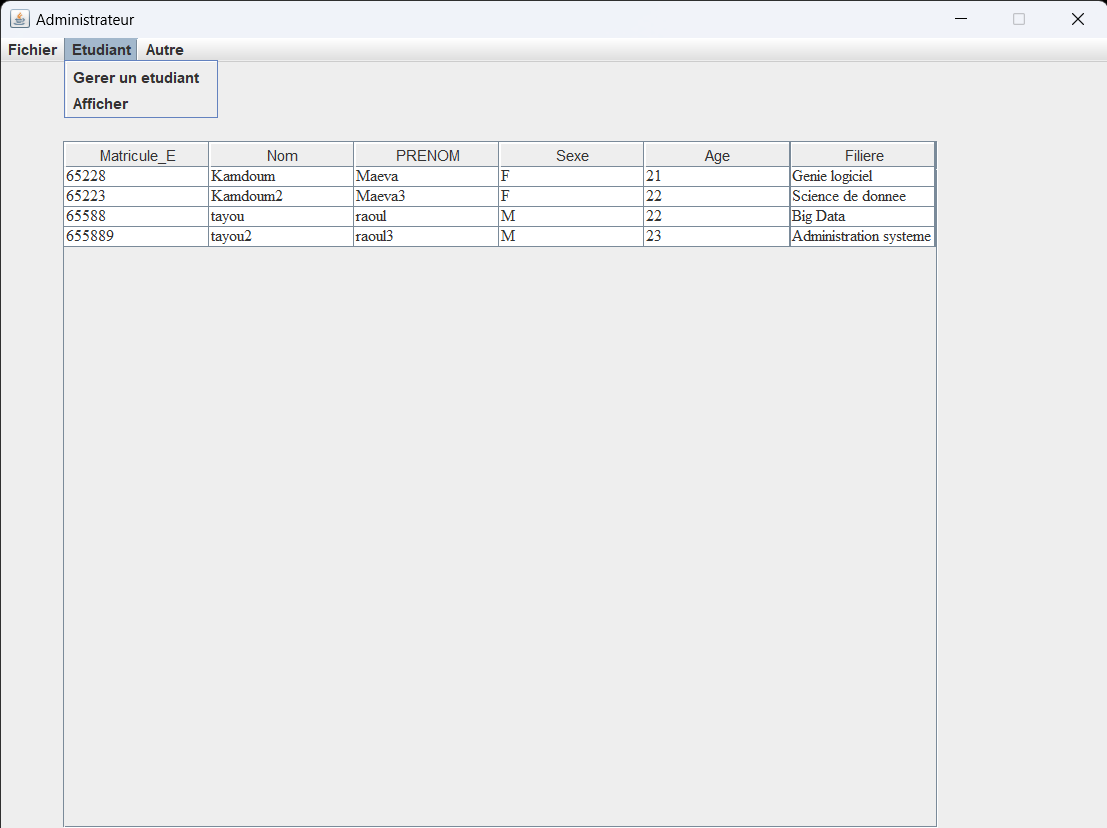 Administrateur
Fichier Etudiant Autre
Gerer un etudiant
Afficher
Matricule_E Nom PRENOM Sexe Age Filiere
65228 Kamdoum Maeva F 21 Genie logiciel
65223 Kamdoum2 Maeva3 F 22 Science de donnee
65588 tayou raoul M 22 Big Data
655889 tayou2 raoul3 M 23 Administration systeme